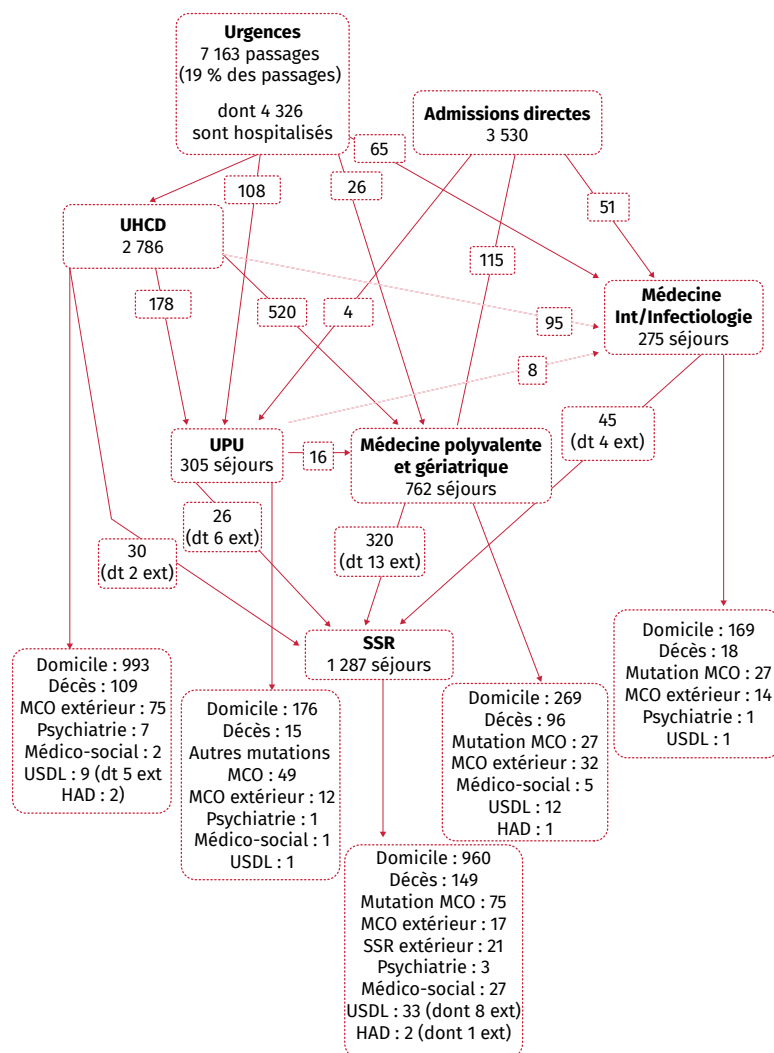 Urgences
7 163 passages
(19 % des passages)
dont 4 326
sont hospitalisés
Admissions directes
3 530
65
108
26
51
UHCD
2 786
115
178
520
4
95
Médecine
Int/Infectiologie
275 séjours
8
UPU
305 séjours
16
Médecine polyvalente
et gériatrique
762 séjours
45
(dt 4 ext)
26
(dt 6 ext)
320
(dt 13 ext)
30
(dt 2 ext)
SSR
1 287 séjours
Domicile : 993
Décès : 109
MCO extérieur : 75
Psychiatrie : 7
Médico-social : 2
USDL : 9 (dt 5 ext
HAD : 2)
Domicile : 176
Décès : 15
Autres mutations
MCO : 49
MCO extérieur : 12
Psychiatrie : 1
Médico-social : 1
USDL : 1
Domicile : 269
Décès : 96
Mutation MCO : 27
MCO extérieur : 32
Médico-social : 5
USDL : 12
HAD : 1
Domicile : 169
Décès : 18
Mutation MCO : 27
MCO extérieur : 14
Psychiatrie : 1
USDL : 1
Domicile : 960
Décès : 149
Mutation MCO : 75
MCO extérieur : 17
SSR extérieur : 21
Psychiatrie : 3
Médico-social : 27
USDL : 33 (dont 8 ext)
HAD : 2 (dont 1 ext)